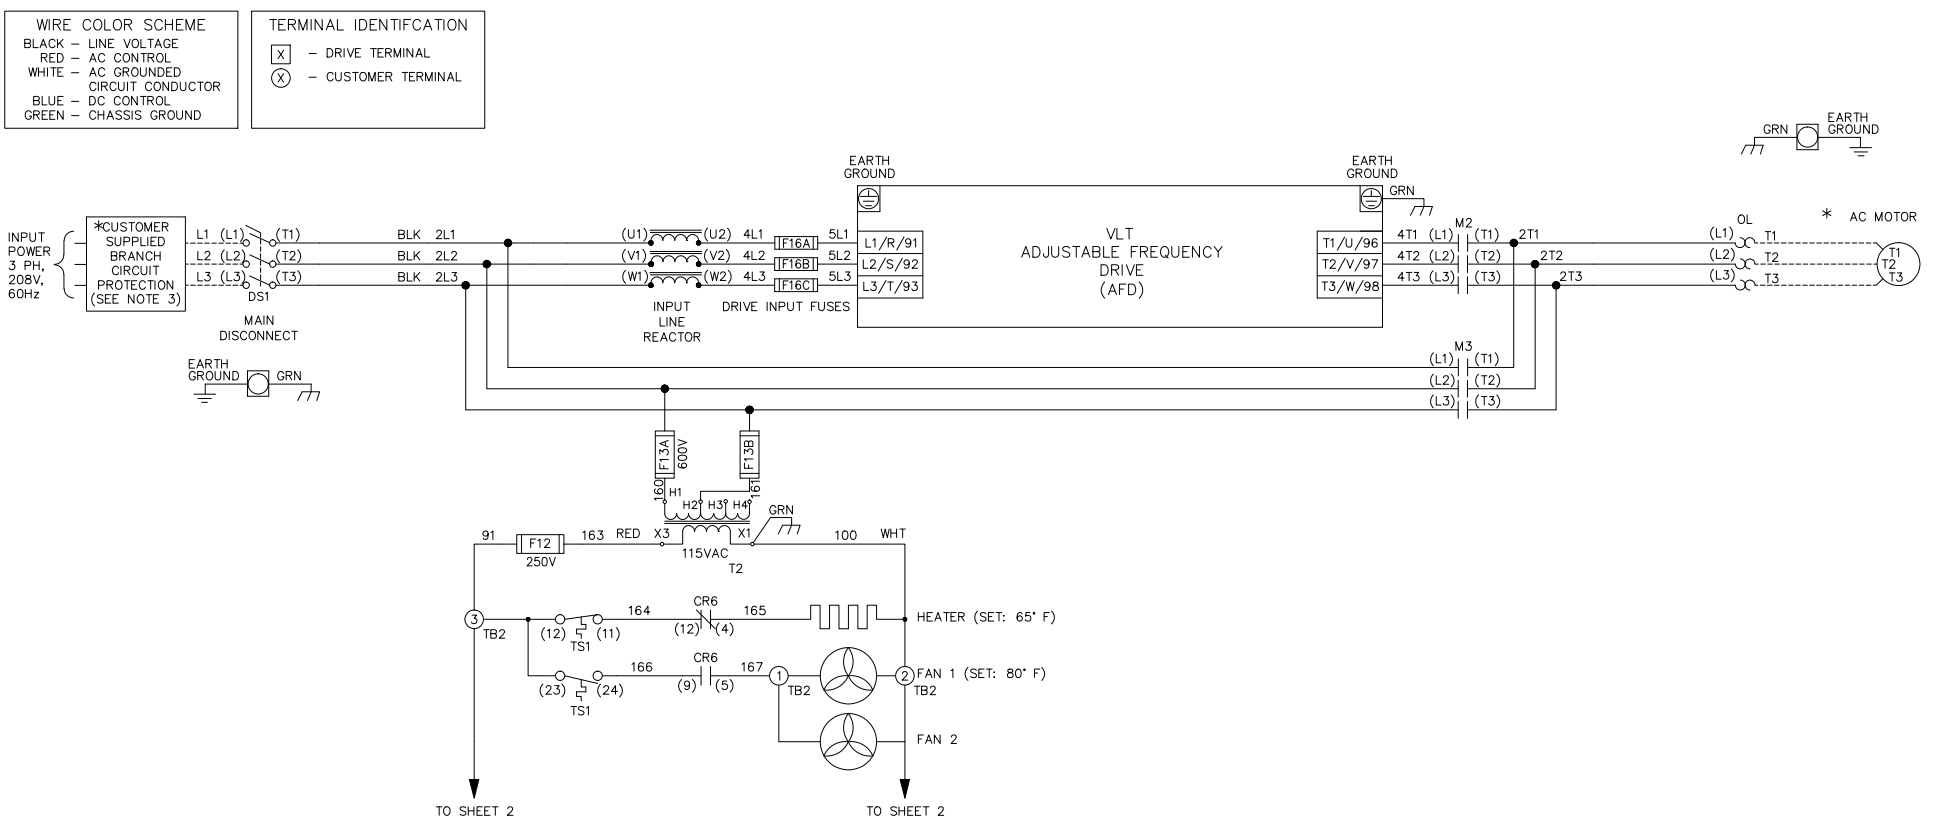 WIRE COLOR SCHEME
BLACK – LINE VOLTAGE
RED – AC CONTROL
WHITE – AC GROUNDED
CIRCUIT CONDUCTOR
BLUE – DC CONTROL
GREEN – CHASSIS GROUND
TERMINAL IDENTIFCATION
X – DRIVE TERMINAL
X – CUSTOMER TERMINAL
GRN
EARTH
GROUND
INPUT
POWER
3 PH,
208V,
60Hz
*CUSTOMER
SUPPLIED
BRANCH
CIRCUIT
PROTECTION
(SEE NOTE 3)
L1 (L1) (T1) BLK 2L1
L2 (L2) (T2) BLK 2L2
L3 (L3) (T3) BLK 2L3
DS1
MAIN
DISCONNECT
EARTH
GROUND
GRN
(U1) (U2) 4L1 F16A 5L1
(V1) (V2) 4L2 F16B 5L2
(W1) (W2) 4L3 F16C 5L3
INPUT
LINE
REACTOR
DRIVE INPUT FUSES
EARTH
GROUND
L1/R/91
L2/S/92
L3/T/93
VLT
ADJUSTABLE FREQUENCY
DRIVE
(AFD)
EARTH
GROUND
GRN
T1/U/96
T2/V/97
T3/W/98
M2
4T1 (L1) (T1) 2T1
4T2 (L2) (T2) 2T2
4T3 (L3) (T3) 2T3
OL
(L1) T1
(L2) T2
(L3) T3
* AC MOTOR
T1
T2
T3
M3
(L1) (T1)
(L2) (T2)
(L3) (T3)
F13A
600V
F13B
160
161
H1
H2
H3
H4
GRN
91
F12
250V
163
RED
X3
X1
115VAC
T2
100
WHT
3
TB2
(12)
(11)
TS1
164
CR6
(12)
(4)
165
HEATER (SET: 65° F)
(23)
(24)
TS1
166
CR6
(9)
(5)
167
1
TB2
2
TB2
FAN 1 (SET: 80° F)
FAN 2
TO SHEET 2
TO SHEET 2